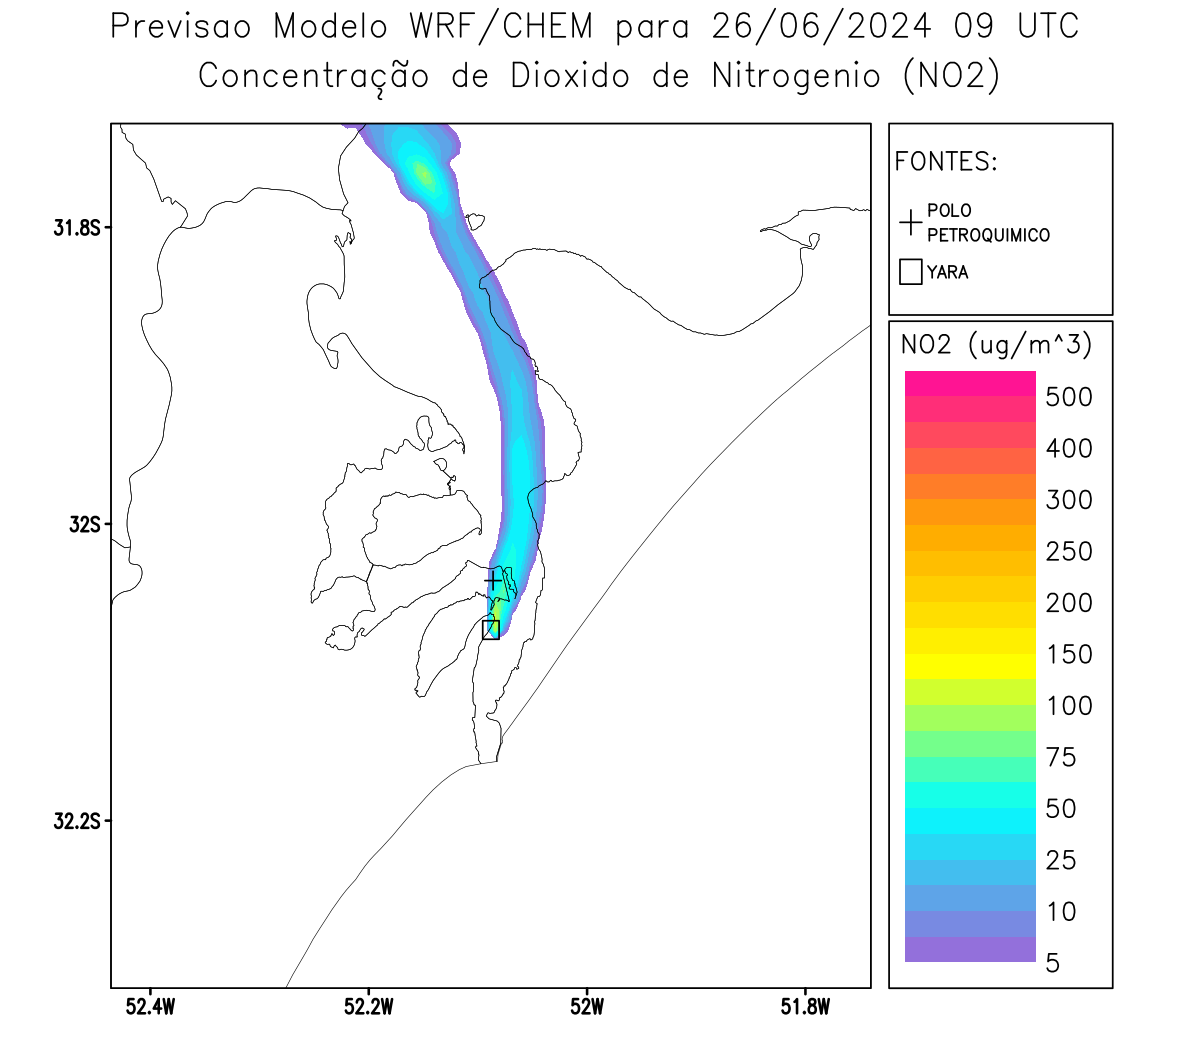 Previsao Modelo WRF/CHEM para 26/06/2024 09 UTC
Concentração de Dioxido de Nitrogenio (NO2)
FONTES:
POLO
PETROQUIMICO
YARA
NO2 (ug/m^3)
500
400
300
250
200
150
100
75
50
25
10
5
31.8S
32S
32.2S
52.4W
52.2W
52W
51.8W